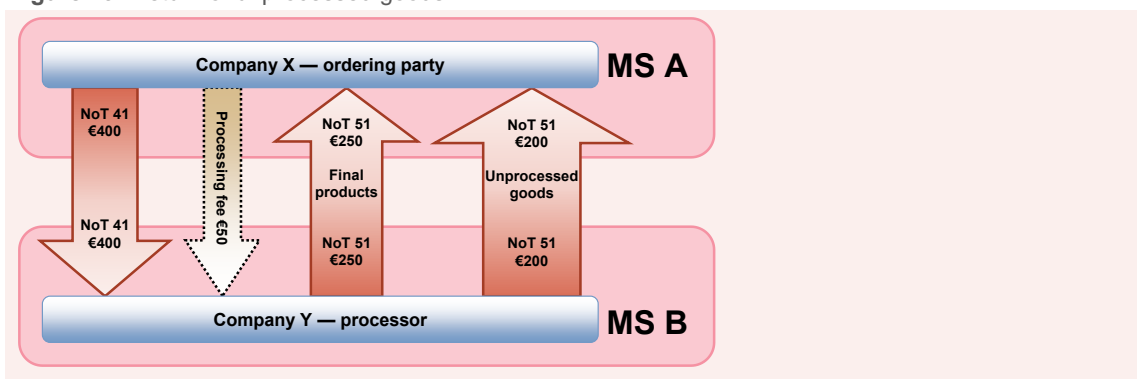 Company X — ordering party
MS A
NoT 41
€400
NoT 41
€400
Processing fee €50
NoT 51
€250
Final
products
NoT 51
€250
NoT 51
€200
Unprocessed
goods
NoT 51
€200
Company Y — processor
MS B